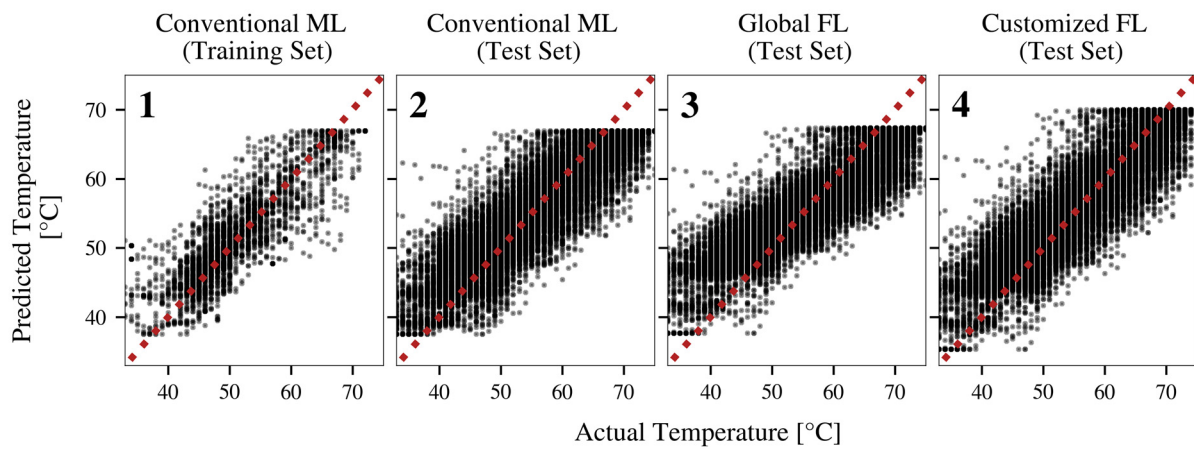 Conventional ML
(Training Set)
Conventional ML
(Test Set)
Global FL
(Test Set)
Customized FL
(Test Set)
1
2
3
4
70
60
50
40
Predicted Temperature
[°C]
40 50 60 70
40 50 60 70
40 50 60 70
40 50 60 70
Actual Temperature [°C]